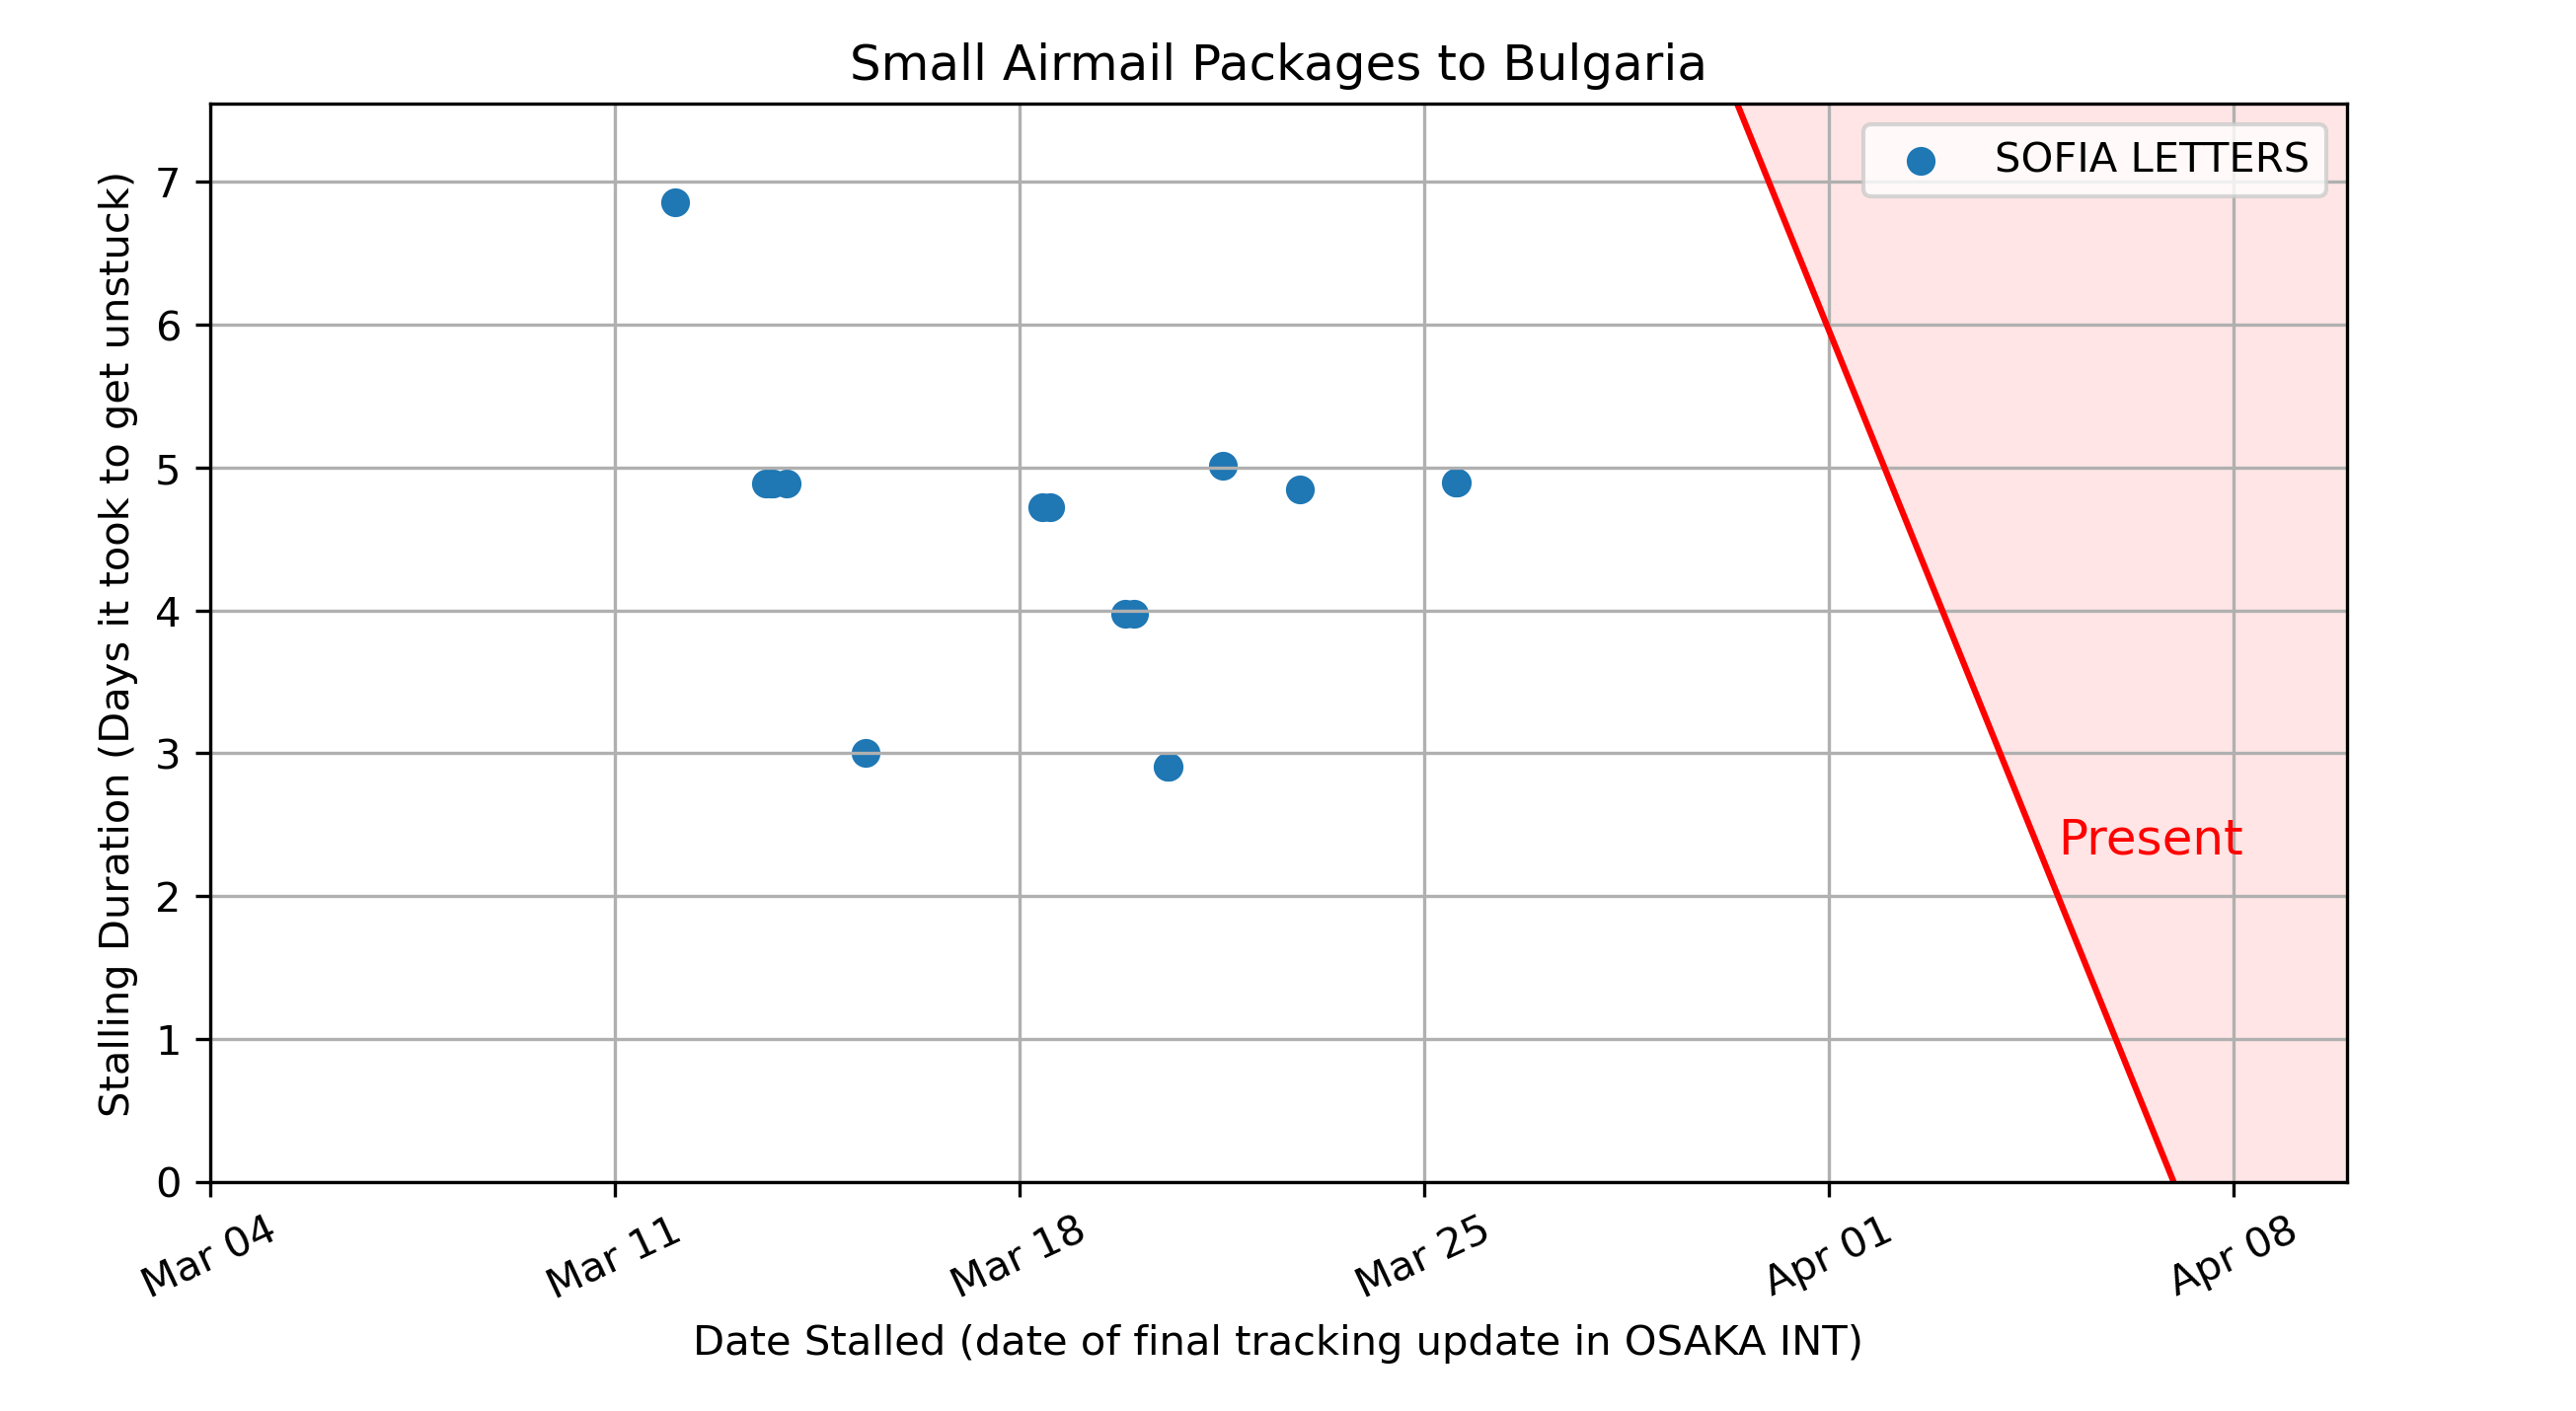 Small Airmail Packages to Bulgaria
SOFIA LETTERS
Stalling Duration (Days it took to get unstuck)
7
6
5
4
3
2
1
0
Present
Mar 04
Mar 11
Mar 18
Mar 25
Apr 01
Apr 08
Date Stalled (date of final tracking update in OSAKA INT)